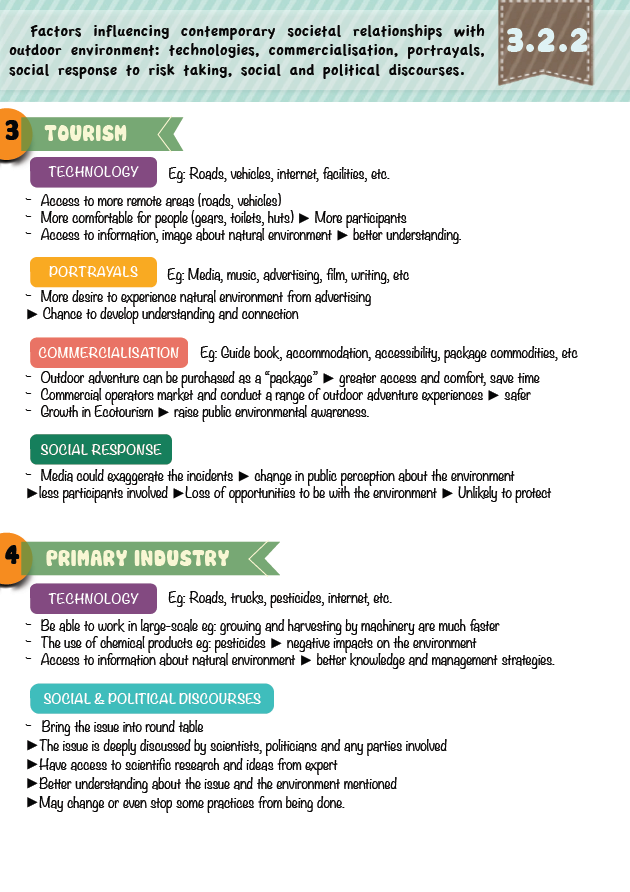 Factors influencing contemporary societal relationships with
outdoor environment: technologies, commercialisation, portrayals,
social response to risk taking, social and political discourses.
3.2.2
3
TOURISM
TECHNOLOGY Eg: Roads, vehicles, internet, facilities, etc.
- Access to more remote areas (roads, vehicles)
- More comfortable for people (gears, toilets, huts) ► More participants
- Access to information, image about natural environment ► better understanding.
PORTRAYALS Eg: Media, music, advertising, film, writing, etc
- More desire to experience natural environment from advertising
► Chance to develop understanding and connection
COMMERCIALISATION Eg: Guide book, accommodation, accessibility, package commodities, etc
- Outdoor adventure can be purchased as a “package” ► greater access and comfort, save time
- Commercial operators market and conduct a range of outdoor adventure experiences ► safer
- Growth in Ecotourism ► raise public environmental awareness.
SOCIAL RESPONSE
- Media could exaggerate the incidents ► change in public perception about the environment
►less participants involved ►Loss of opportunities to be with the environment ► Unlikely to protect
4
PRIMARY INDUSTRY
TECHNOLOGY Eg: Roads, trucks, pesticides, internet, etc.
- Be able to work in large-scale eg: growing and harvesting by machinery are much faster
- The use of chemical products eg: pesticides ► negative impacts on the environment
- Access to information about natural environment ► better knowledge and management strategies.
SOCIAL & POLITICAL DISCOURSES
- Bring the issue into round table
►The issue is deeply discussed by scientists, politicians and any parties involved
►Have access to scientific research and ideas from expert
►Better understanding about the issue and the environment mentioned
►May change or even stop some practices from being done.